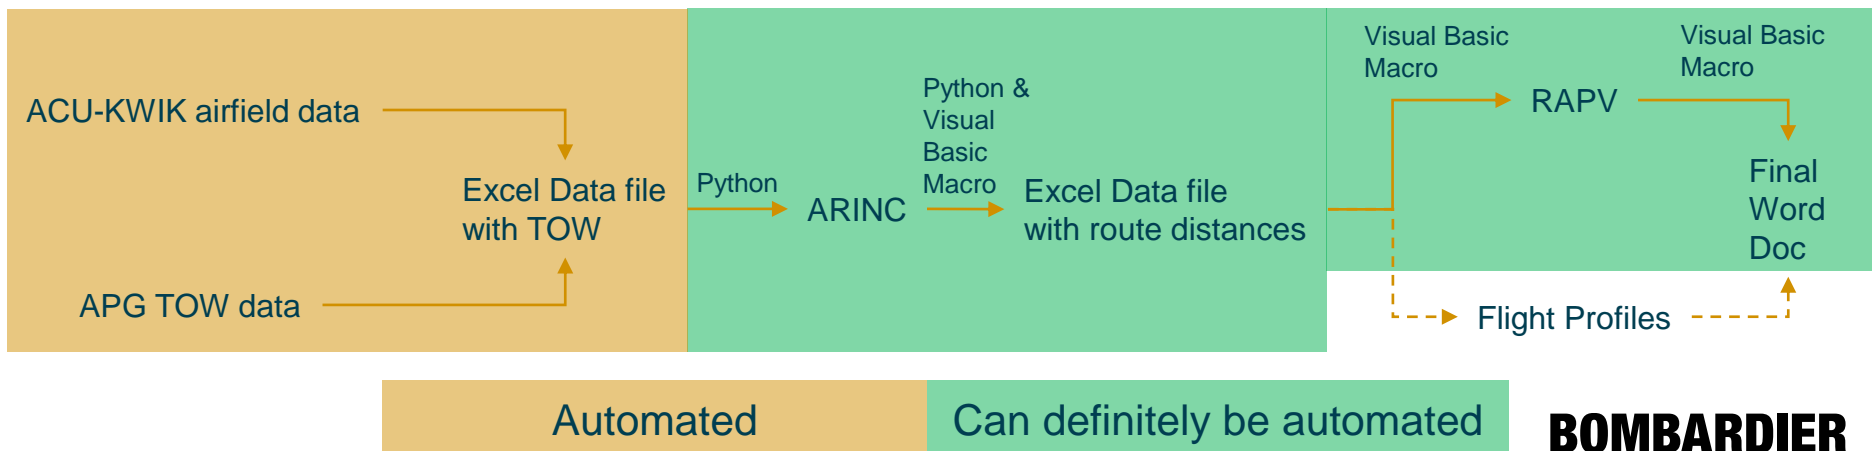 ACU-KWIK airfield data
APG TOW data
Excel Data file
with TOW
Python
ARINC
Python &
Visual
Basic
Macro
Excel Data file
with route distances
Visual Basic
Macro
RAPV
Visual Basic
Macro
Final
Word
Doc
Flight Profiles
Automated
Can definitely be automated
BOMBARDIER